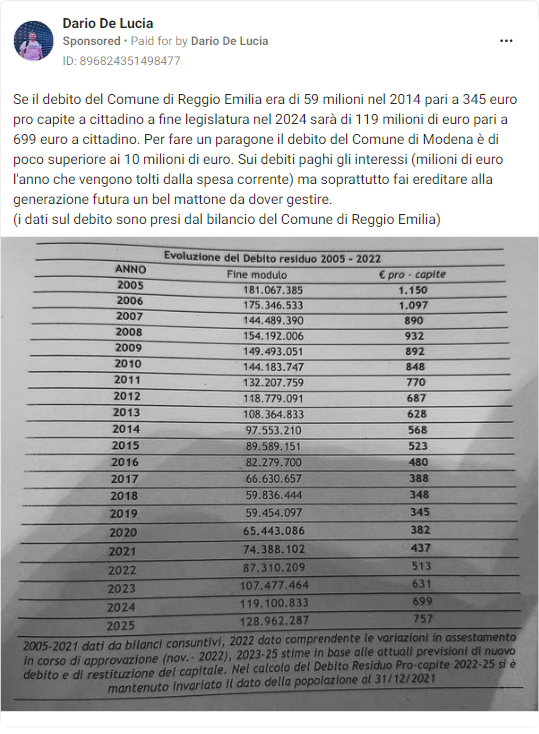 Dario De Lucia
Sponsored • Paid for by Dario De Lucia
ID: 896824351498477
Se il debito del Comune di Reggio Emilia era di 59 milioni nel 2014 pari a 345 euro
pro capite a cittadino a fine legislatura nel 2024 sarà di 119 milioni di euro pari a
699 euro a cittadino. Per fare un paragone il debito del Comune di Modena è di
poco superiore ai 10 milioni di euro. Sui debiti paghi gli interessi (milioni di euro
l'anno che vengono tolti dalla spesa corrente) ma soprattutto fai ereditare alla
generazione futura un bel mattone da dover gestire.
(i dati sul debito sono presi dal bilancio del Comune di Reggio Emilia)
Evoluzione del Debito residuo 2005 - 2022
ANNO Fine modulo € pro - capite
2005 181.067.385 1.150
2006 175.346.533 1.097
2007 144.489.390 890
2008 154.192.006 932
2009 149.493.051 892
2010 144.183.747 848
2011 132.207.759 770
2012 118.779.091 687
2013 108.364.833 628
2014 97.553.210 568
2015 89.589.151 523
2016 82.279.700 480
2017 66.630.657 388
2018 59.836.444 348
2019 59.454.097 345
2020 65.443.086 382
2021 74.388.102 437
2022 87.310.209 513
2023 107.477.464 631
2024 119.100.833 699
2025 128.962.287 757
2005-2021 dati da bilanci consuntivi, 2022 dato comprendente le variazioni in assestamento
in corso di approvazione (nov.- 2022), 2023-25 stime in base alle attuali previsioni di nuovo
debito e di restituzione del capitale. Nel calcolo del Debito Residuo Pro-capite 2022-25 si è
mantenuto invariato il dato della popolazione al 31/12/2021